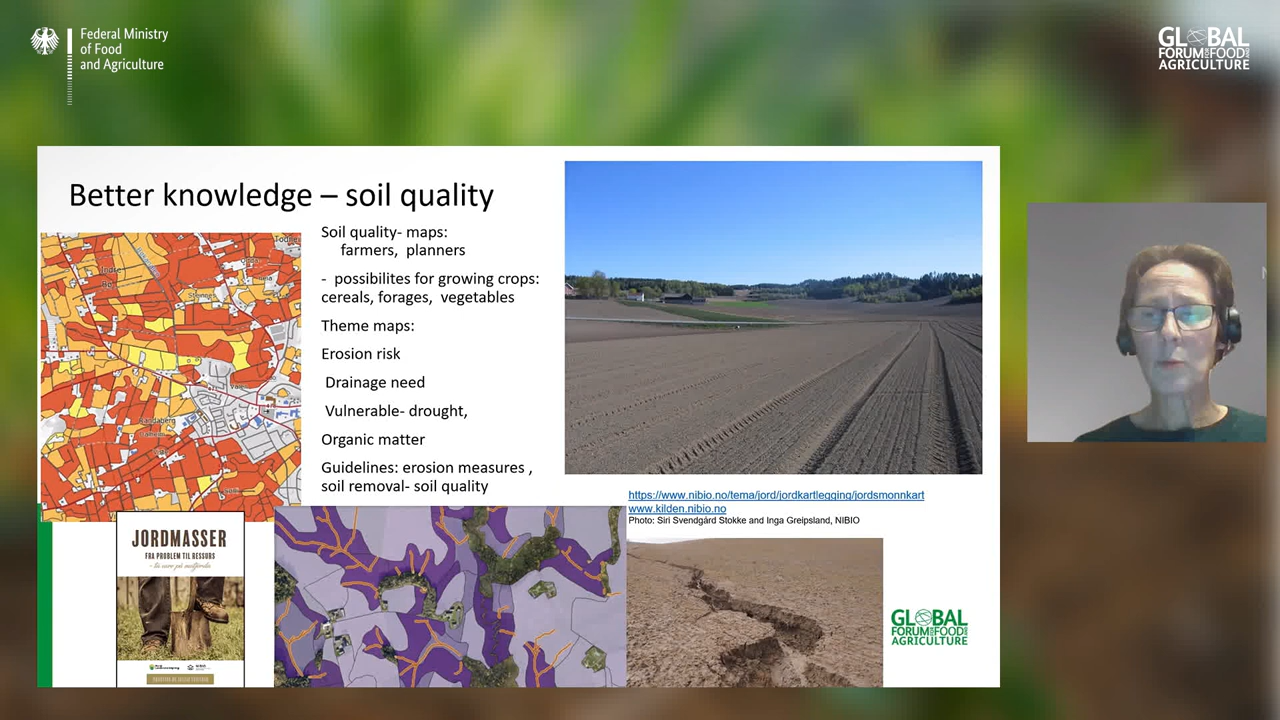 Federal Ministry
of Food
and Agriculture
GLOBAL
FORUM FOR FOOD AND
AGRICULTURE
Better knowledge – soil quality
Soil quality- maps:
farmers, planners
- possibilites for growing crops:
cereals, forages, vegetables
Theme maps:
Erosion risk
Drainage need
Vulnerable- drought,
Organic matter
Guidelines: erosion measures ,
soil removal- soil quality
https://www.nibio.no/tema/jord/jordkartlegging/jordsmonnkart
www.kilden.nibio.no
Photo: Siri Svendgård Stokke and Inga Greipsland, NIBIO
JORDMASSER
FRA PROBLEM TIL RESSURS
- ta vare på matjorda
GLOBAL
FORUM FOR FOOD AND
AGRICULTURE